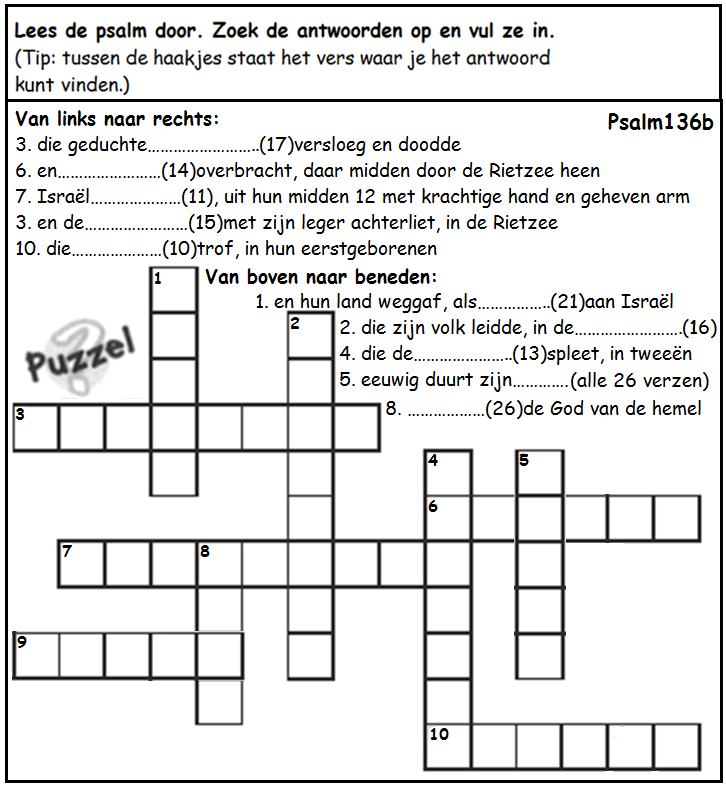 Lees de psalm door. Zoek de antwoorden op en vul ze in.
(Tip: tussen de haakjes staat het vers waar je het antwoord
kunt vinden.)
Van links naar rechts:
Psalm136b
3. die geduchte……………………..(17)versloeg en doodde
6. en……………………(14)overbracht, daar midden door de Rietzee heen
7. Israël…………………(11), uit hun midden 12 met krachtige hand en geheven arm
3. en de……………………(15)met zijn leger achterliet, in de Rietzee
10. die…………………(10)trof, in hun eerstgeborenen
Van boven naar beneden:
1. en hun land weggaf, als……………..(21)aan Israël
2. die zijn volk leidde, in de…………………….(16)
4. die de…………………..(13)spleet, in tweeën
5. eeuwig duurt zijn…………(alle 26 verzen)
8. ………………(26)de God van de hemel
?
Puzzel
1
2
3
4
5
6
7
8
9
10